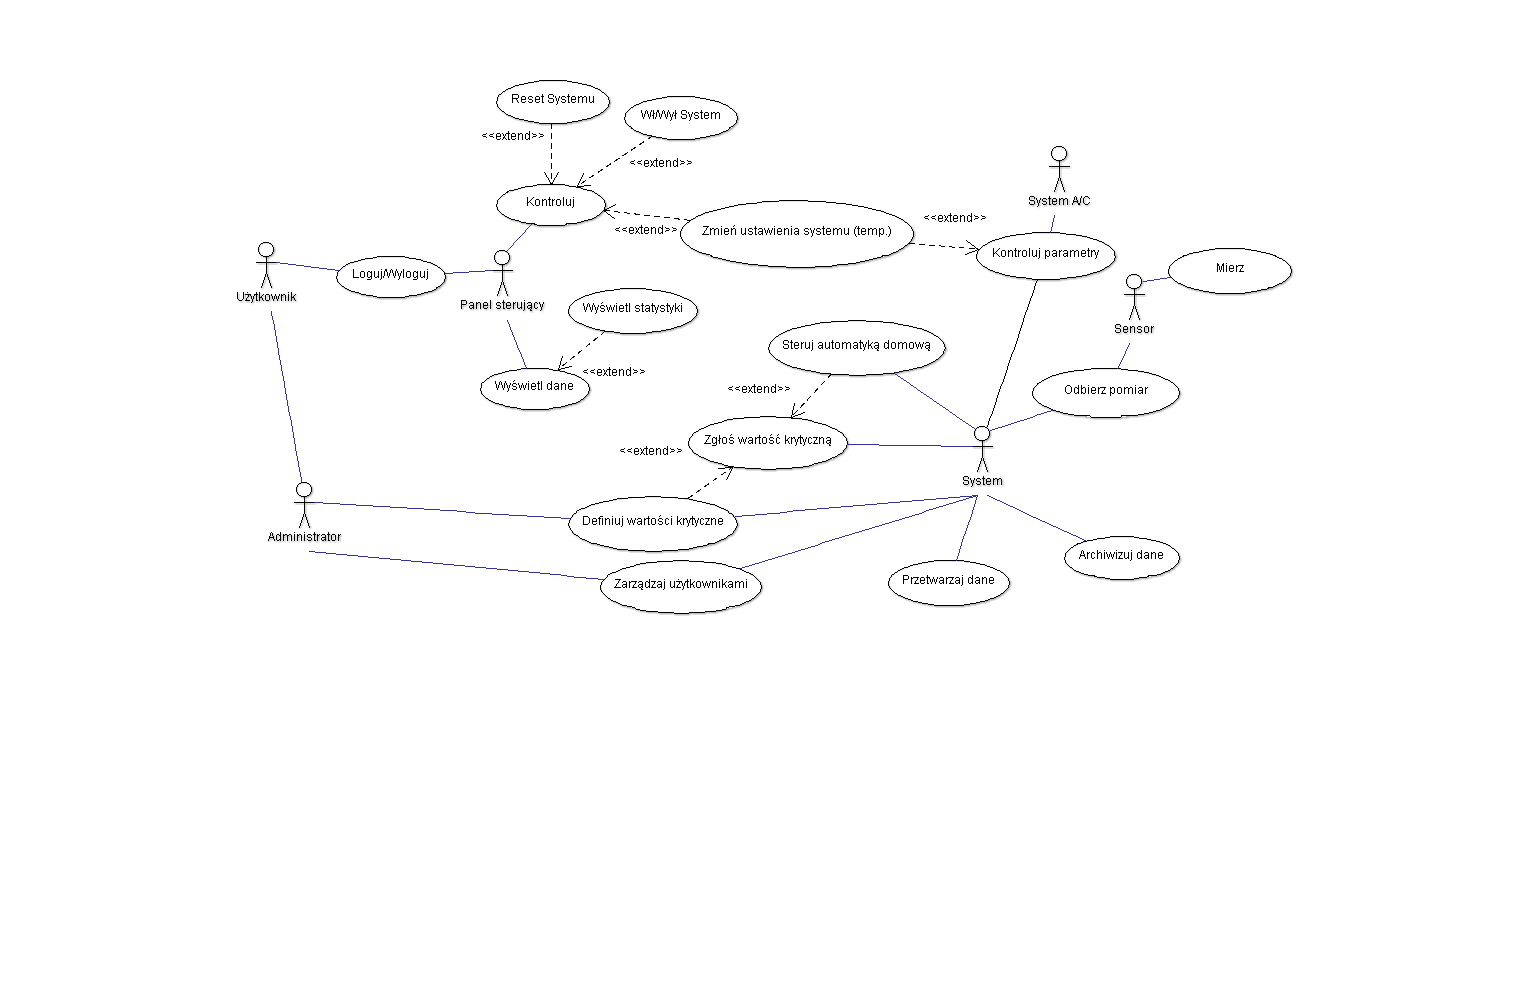 Reset Systemu
Wł/Wył System
<<extend>>
<<extend>>
Kontroluj
System A/C
<<extend>>
<<extend>>
Zmień ustawienia systemu (temp.)
Kontroluj parametry
Loguj/Wyloguj
Mierz
Użytkownik
Panel sterujący
Wyświetl statystyki
Sensor
Steruj automatyką domową
<<extend>>
Wyświetl dane
<<extend>>
Odbierz pomiar
Zgłoś wartość krytyczną
<<extend>>
System
Definiuj wartości krytyczne
Administrator
Archiwizuj dane
Przetwarzaj dane
Zarządzaj użytkownikami